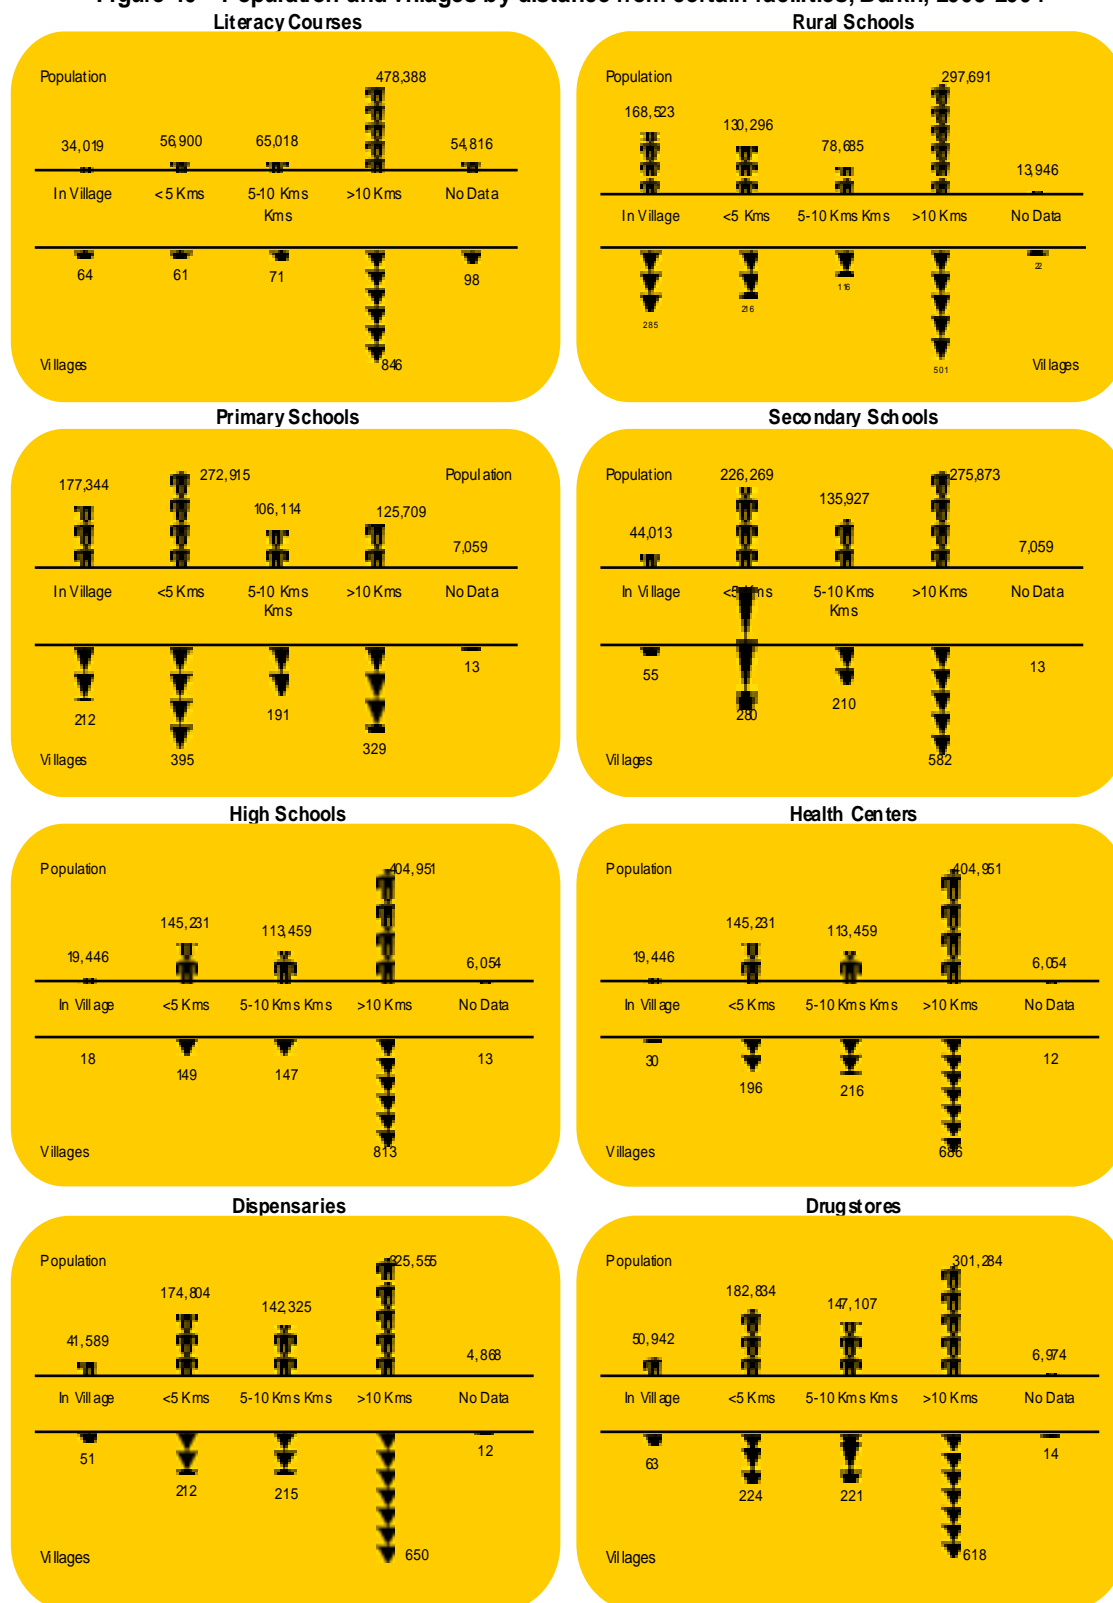 Literacy Courses
Population
478,388
34,019 56,900 65,018 54,816
In Village <5 Kms 5-10 Kms >10 Kms No Data
Kms
64 61 71 98
Villages 846
Rural Schools
Population 297,691
168,523 130,296 78,685 13,946
In Village <5 Kms 5-10 Kms Kms >10 Kms No Data
285 216 116 501 22
Villages
Primary Schools
177,344 272,915 Population
106,114 125,709 7,059
In Village <5 Kms 5-10 Kms >10 Kms No Data
Kms
212 395 191 329 13
Villages
Secondary Schools
Population 226,269 275,873
44,013 135,927 7,059
In Village <5 Kms 5-10 Kms >10 Kms No Data
Kms
55 280 210 582 13
Villages
High Schools
Population 404,951
19,446 145,231 113,459 6,054
In Village <5 Kms 5-10 Kms Kms >10 Kms No Data
18 149 147 813 13
Villages
Health Centers
Population 404,951
19,446 145,231 113,459 6,054
In Village <5 Kms 5-10 Kms Kms >10 Kms No Data
30 196 216 686 12
Villages
Dispensaries
Population 325,555
41,589 174,804 142,325 4,868
In Village <5 Kms 5-10 Kms Kms >10 Kms No Data
51 212 215 650 12
Villages
Drugstores
Population 301,284
50,942 182,834 147,107 6,974
In Village <5 Kms 5-10 Kms Kms >10 Kms No Data
63 224 221 618 14
Villages